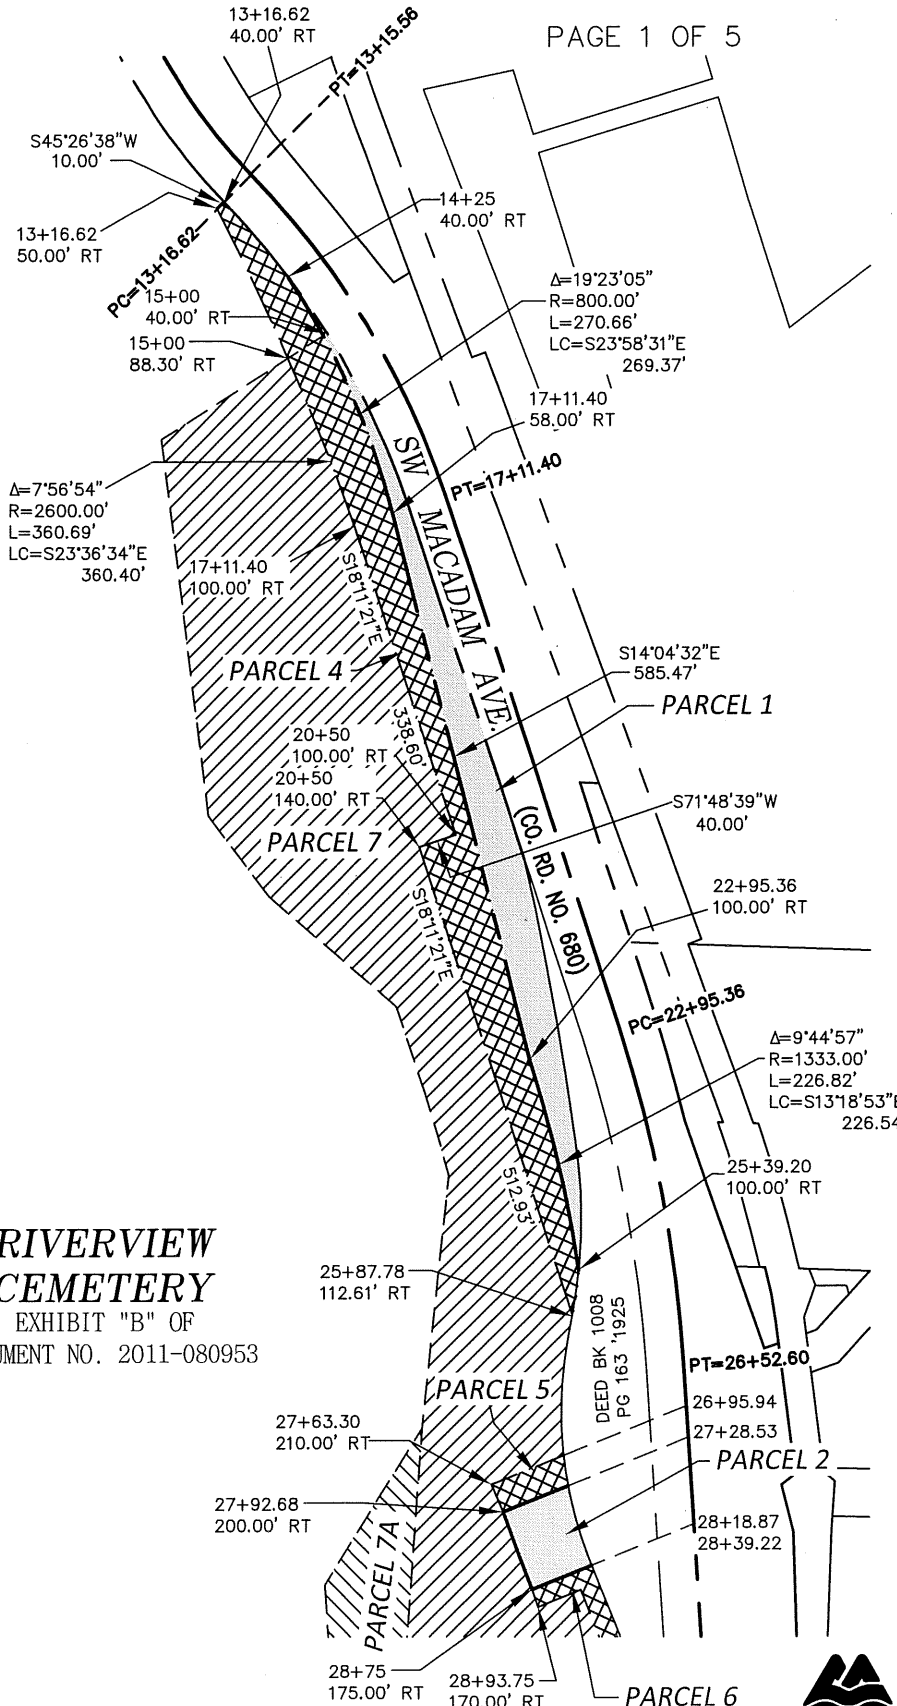 13+16.62
40.00' RT
PT=13+15.56
PAGE 1 OF 5
S45°26'38"W
10.00'
13+16.62
50.00' RT
PC=13+16.62
14+25
40.00' RT
15+00
40.00' RT
15+00
88.30' RT
Δ=19°23'05"
R=800.00'
L=270.66'
LC=S23°58'31"E
269.37'
17+11.40
58.00' RT
PT=17+11.40
SW MACADAM AVE.
Δ=7°56'54"
R=2600.00'
L=360.69'
LC=S23°36'34"E
360.40'
17+11.40
100.00' RT
S18°11'21"E
338.60'
PARCEL 4
S14°04'32"E
585.47'
PARCEL 1
20+50
100.00' RT
20+50
140.00' RT
PARCEL 7
S71°48'39"W
40.00'
(CO. RD. NO. 680)
S18°11'21"E
512.93'
22+95.36
100.00' RT
PC=22+95.36
Δ=9°44'57"
R=1333.00'
L=226.82'
LC=S13°18'53"E
226.54
25+39.20
100.00' RT
RIVERVIEW
CEMETERY
EXHIBIT "B" OF
UMENT NO. 2011-080953
25+87.78
112.61' RT
DEED BK 1008
PG 163 '1925
PT=26+52.60
PARCEL 5
26+95.94
27+28.53
27+63.30
210.00' RT
PARCEL 2
27+92.68
200.00' RT
28+18.87
28+39.22
PARCEL 7A
28+75
175.00' RT
28+93.75
170.00' RT
PARCEL 6